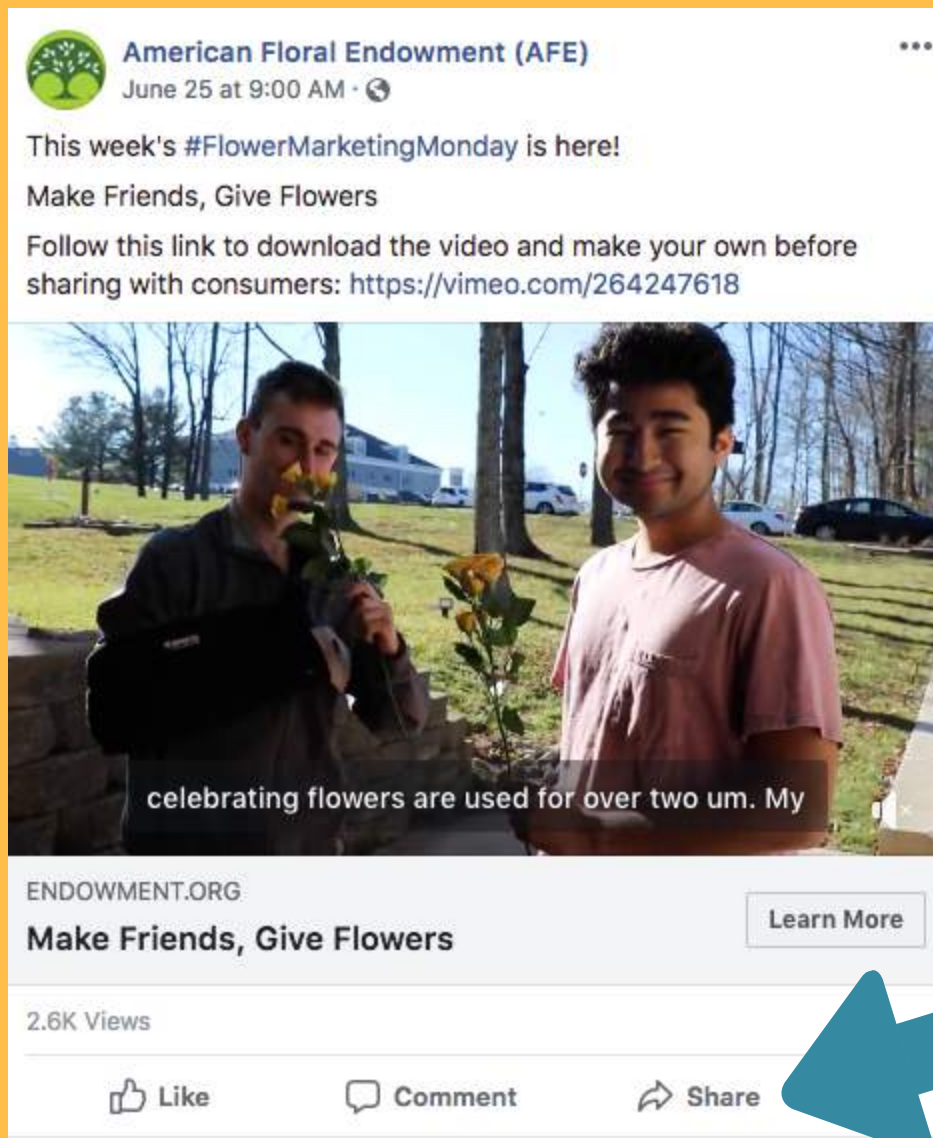 American Floral Endowment (AFE)
June 25 at 9:00 AM ·
This week's #FlowerMarketingMonday is here!
Make Friends, Give Flowers
Follow this link to download the video and make your own before
sharing with consumers: https://vimeo.com/264247618
celebrating flowers are used for over two um. My
ENDOWMENT.ORG
Make Friends, Give Flowers
Learn More
2.6K Views
Like
Comment
Share